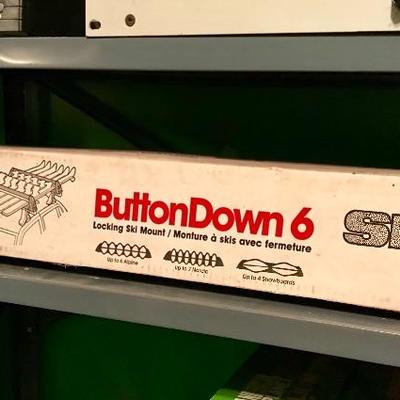 ButtonDown 6
Locking Ski Mount / Monture à skis avec fermeture
Up to 6 Alpine
Up to 7 Nordic
Up to 4 Snowboards